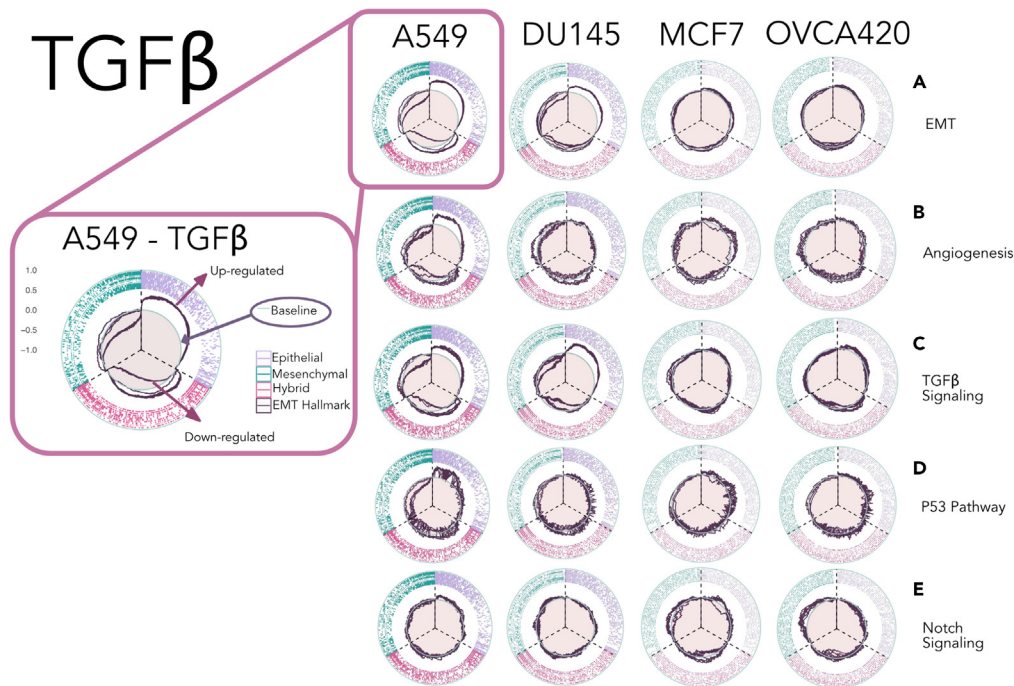 TGFβ
A549
DU145
MCF7
OVCA420
A
EMT
B
Angiogenesis
C
TGFβ
Signaling
D
P53 Pathway
E
Notch
Signaling
A549 - TGFβ
1.0
0.5
0.0
−0.5
−1.0
Up-regulated
Baseline
Epithelial
Mesenchymal
Hybrid
EMT Hallmark
Down-regulated